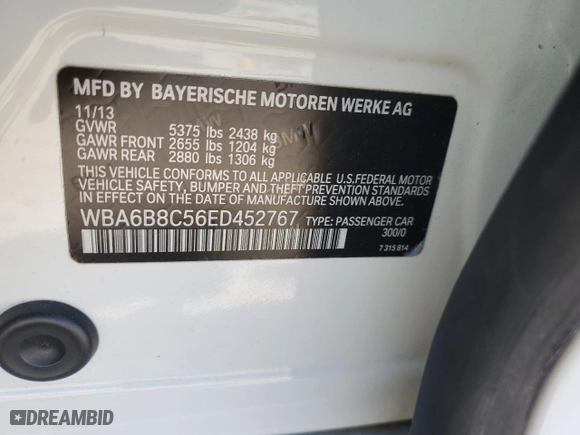 MFD BY BAYERISCHE MOTOREN WERKE AG
11/13
GVWR 5375 lbs 2438 kg
GAWR FRONT 2655 lbs 1204 kg
GAWR REAR 2880 lbs 1306 kg
THIS VEHICLE CONFORMS TO ALL APPLICABLE U.S.FEDERAL MOTOR
VEHICLE SAFETY, BUMPER AND THEFT PREVENTION STANDARDS
IN EFFECT ON THE DATE OF MANUFACTURE SHOWN ABOVE.
WBA6B8C56ED452767 TYPE: PASSENGER CAR
300/0
7 315 814
DREAMBID